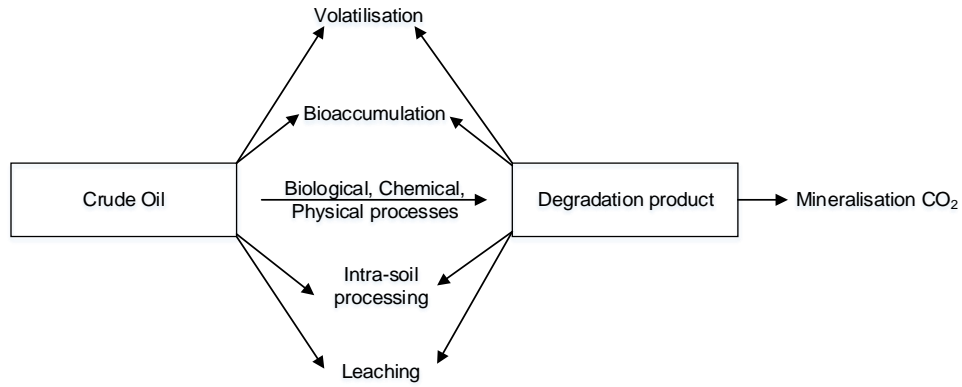 Volatilisation
Bioaccumulation
Crude Oil
Biological, Chemical,
Physical processes
Degradation product
Mineralisation CO₂
Intra-soil
processing
Leaching